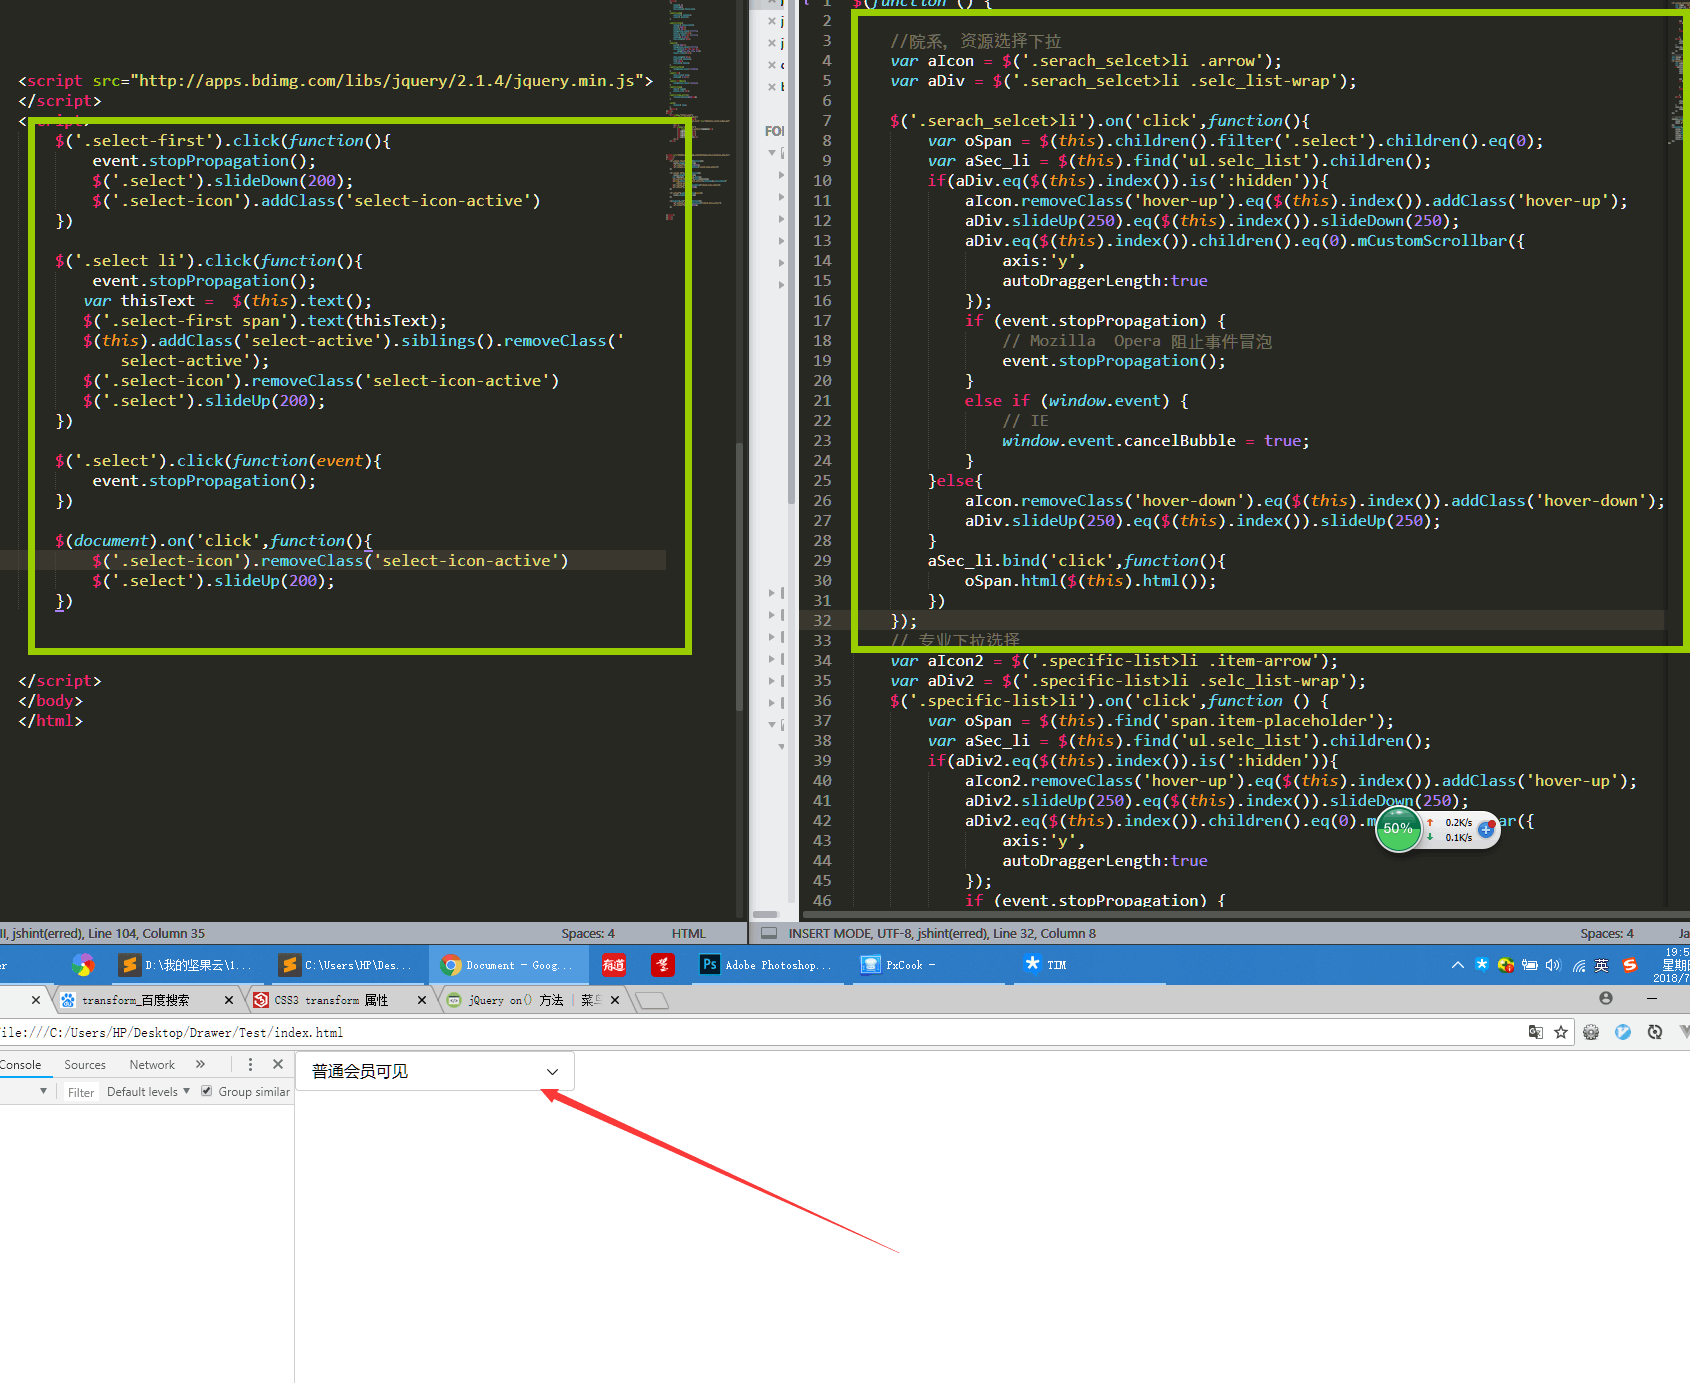 <script src="http://apps.bdimg.com/libs/jquery/2.1.4/jquery.min.js">
</script>
$('.select-first').click(function(){
event.stopPropagation();
$('.select').slideDown(200);
$('.select-icon').addClass('select-icon-active')
})
$('.select li').click(function(){
event.stopPropagation();
var thisText =  $(this).text();
$('.select-first span').text(thisText);
$(this).addClass('select-active').siblings().removeClass('
select-active');
$('.select-icon').removeClass('select-icon-active')
$('.select').slideUp(200);
})
$('.select').click(function(event){
event.stopPropagation();
})
$(document).on('click',function(){
$('.select-icon').removeClass('select-icon-active')
$('.select').slideUp(200);
})
</script>
</body>
</html>
1 $(function () {
2
3 //院系，资源选择下拉
4 var aIcon = $('.serach_selcet>li .arrow');
5 var aDiv = $('.serach_selcet>li .selc_list-wrap');
6
7 $('.serach_selcet>li').on('click',function(){
8 var oSpan = $(this).children().filter('.select').children().eq(0);
9 var aSec_li = $(this).find('ul.selc_list').children();
10 if(aDiv.eq($(this).index()).is(':hidden')){
11 aIcon.removeClass('hover-up').eq($(this).index()).addClass('hover-up');
12 aDiv.slideUp(250).eq($(this).index()).slideDown(250);
13 aDiv.eq($(this).index()).children().eq(0).mCustomScrollbar({
14 axis:'y',
15 autoDraggerLength:true
16 });
17 if (event.stopPropagation) {
18 // Mozilla  Opera 阻止事件冒泡
19 event.stopPropagation();
20 }
21 else if (window.event) {
22 // IE
23 window.event.cancelBubble = true;
24 }
25 }else{
26 aIcon.removeClass('hover-down').eq($(this).index()).addClass('hover-down');
27 aDiv.slideUp(250).eq($(this).index()).slideUp(250);
28 }
29 aSec_li.bind('click',function(){
30 oSpan.html($(this).html());
31 })
32 });
33 // 专业下拉选择
34 var aIcon2 = $('.specific-list>li .item-arrow');
35 var aDiv2 = $('.specific-list>li .selc_list-wrap');
36 $('.specific-list>li').on('click',function () {
37 var oSpan = $(this).find('span.item-placeholder');
38 var aSec_li = $(this).find('ul.selc_list').children();
39 if(aDiv2.eq($(this).index()).is(':hidden')){
40 aIcon2.removeClass('hover-up').eq($(this).index()).addClass('hover-up');
41 aDiv2.slideUp(250).eq($(this).index()).slideDown(250);
42 aDiv2.eq($(this).index()).children().eq(0).m ar({
43 axis:'y',
44 autoDraggerLength:true
45 });
46 if (event.stopPropagation) {
50% 0.2K/s
0.1K/s
jshint(erred), Line 104, Column 35 Spaces: 4 HTML
INSERT MODE, UTF-8, jshint(erred), Line 32, Column 8 Spaces: 4 Ja
D:\我的坚果云\1... C:\Users\HP\Des... Document - Goog... 有道 Ps Adobe Photoshop... PxCook - TIM 英 19:5
星期
2018/7
transform_百度搜索 CSS3 transform 属性 jQuery on() 方法 | 菜
ile:///C:/Users/HP/Desktop/Drawer/Test/index.html
Console Sources Network »
Filter Default levels Group similar
普通会员可见